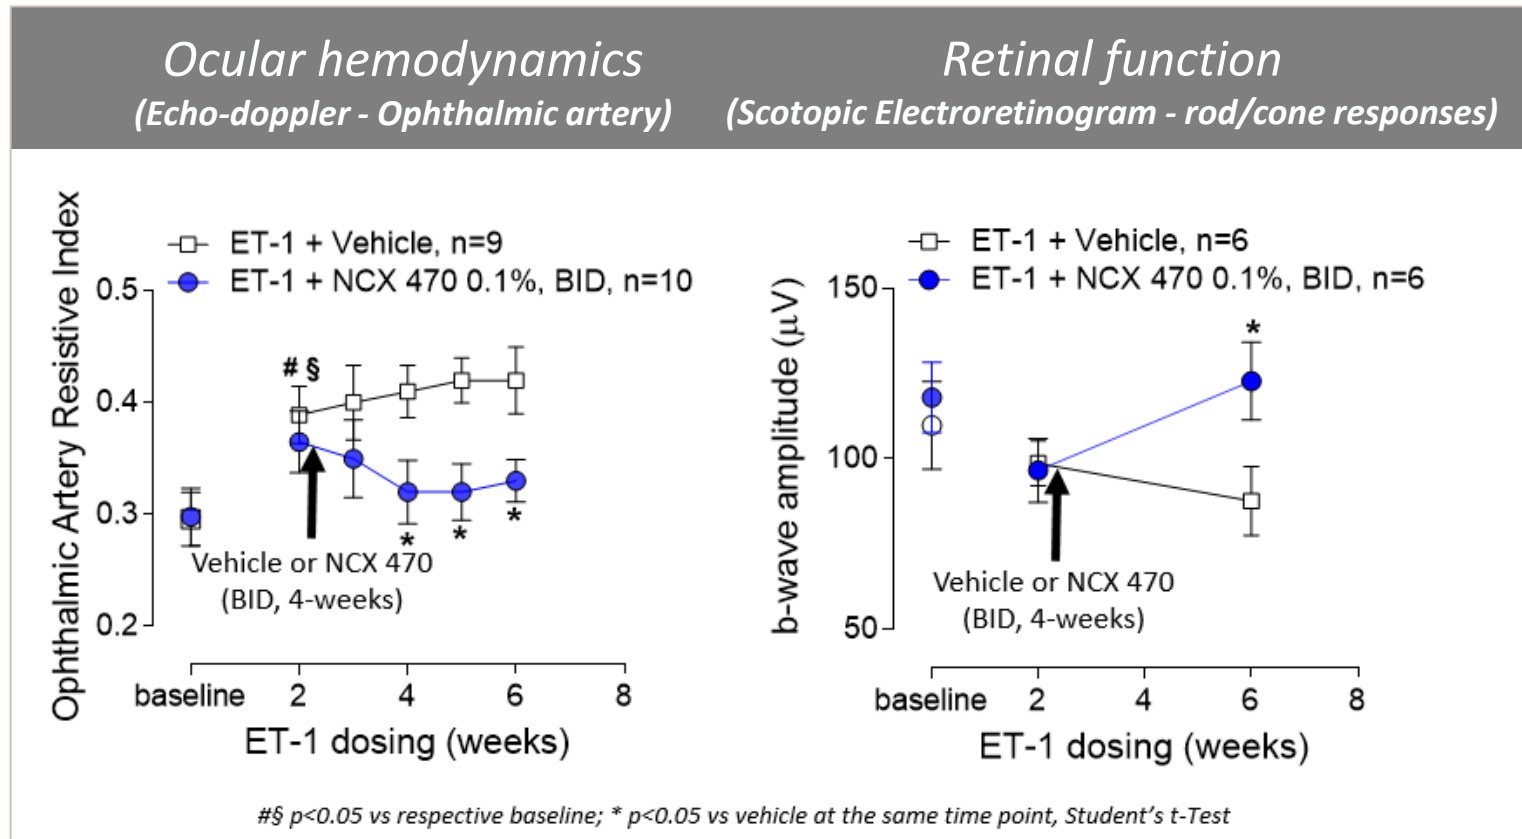 Ocular hemodynamics
(Echo-doppler - Ophthalmic artery)
Retinal function
(Scotopic Electroretinogram - rod/cone responses)
Ophthalmic Artery Resistive Index
ET-1 + Vehicle, n=9
ET-1 + NCX 470 0.1%, BID, n=10
0.5
0.4
0.3
0.2
# §
*
*
*
Vehicle or NCX 470
(BID, 4-weeks)
baseline 2 4 6 8
ET-1 dosing (weeks)
b-wave amplitude (μV)
ET-1 + Vehicle, n=6
ET-1 + NCX 470 0.1%, BID, n=6
150
100
50
*
Vehicle or NCX 470
(BID, 4-weeks)
baseline 2 4 6 8
ET-1 dosing (weeks)
#§ p<0.05 vs respective baseline; * p<0.05 vs vehicle at the same time point, Student’s t-Test